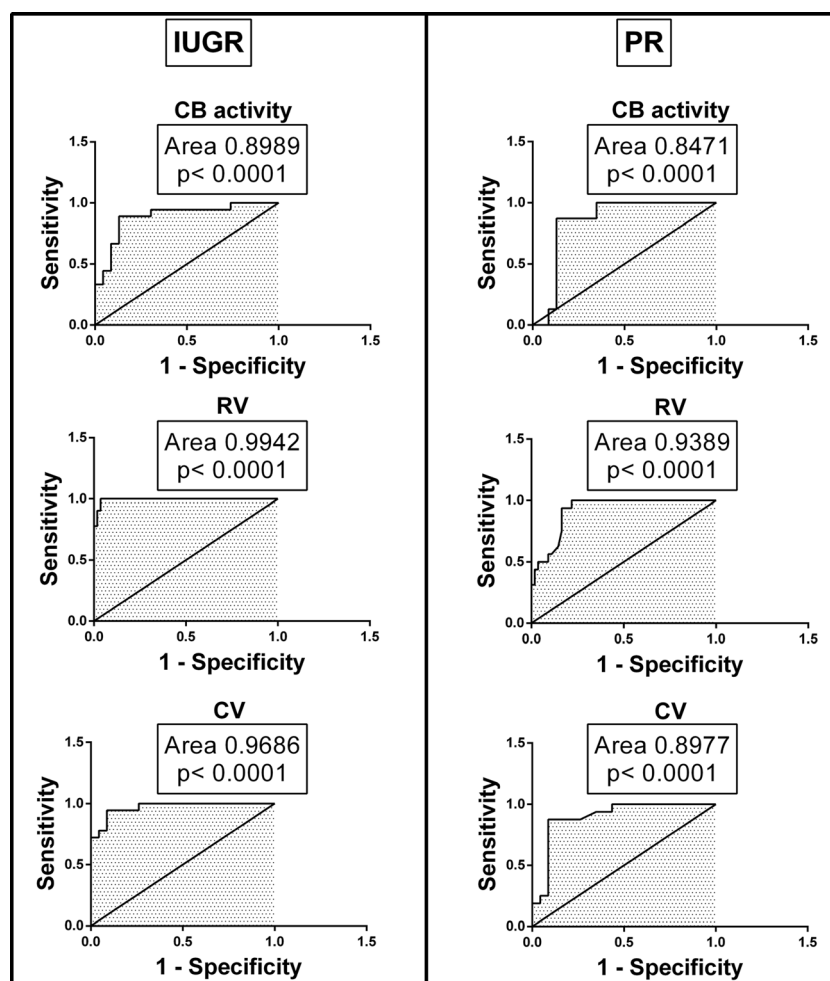 IUGR
CB activity
Area 0.8989
p< 0.0001
1.5
1.0
0.5
0.0
Sensitivity
0.0 0.5 1.0 1.5
1 - Specificity
RV
Area 0.9942
p< 0.0001
1.5
1.0
0.5
0.0
Sensitivity
0.0 0.5 1.0 1.5
1 - Specificity
CV
Area 0.9686
p< 0.0001
1.5
1.0
0.5
0.0
Sensitivity
0.0 0.5 1.0 1.5
1 - Specificity
PR
CB activity
Area 0.8471
p< 0.0001
1.5
1.0
0.5
0.0
Sensitivity
0.0 0.5 1.0 1.5
1 - Specificity
RV
Area 0.9389
p< 0.0001
1.5
1.0
0.5
0.0
Sensitivity
0.0 0.5 1.0 1.5
1 - Specificity
CV
Area 0.8977
p< 0.0001
1.5
1.0
0.5
0.0
Sensitivity
0.0 0.5 1.0 1.5
1 - Specificity